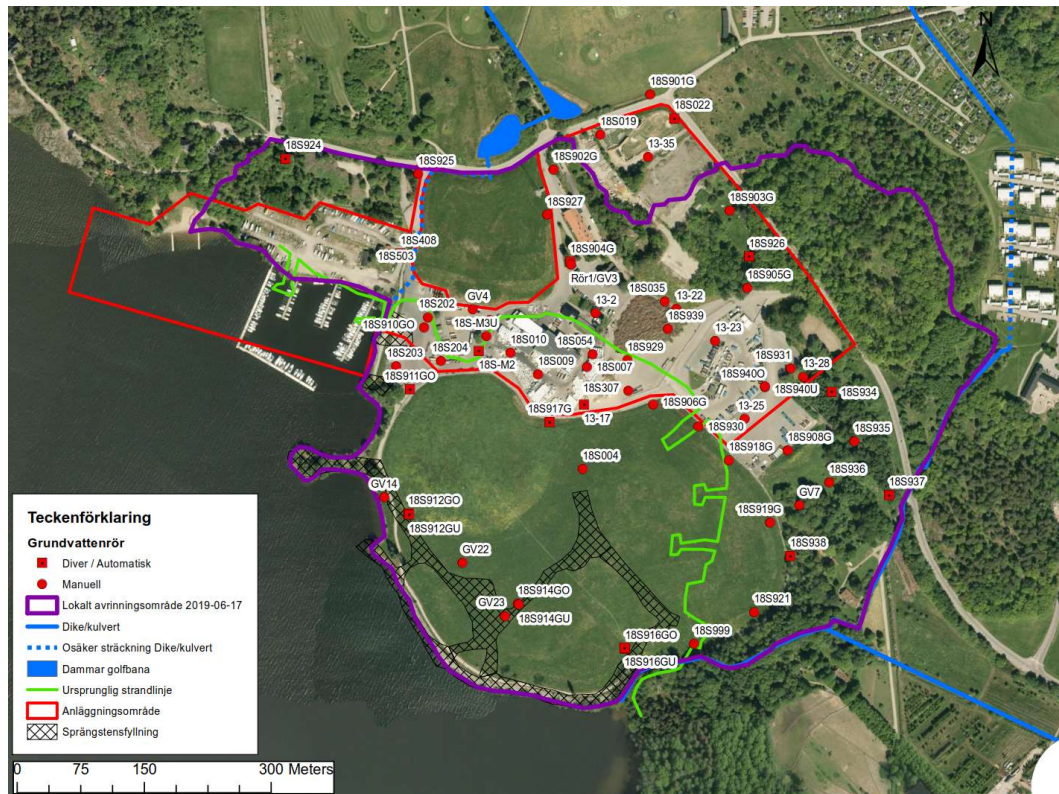 N
18S901G
18S022
18S019
13-35
18S924
18S925
18S902G
18S903G
18S927
18S408
18S904G
18S926
18S503
Rör1/GV3
18S905G
18S035
13-22
GV4
13-2
18S202
18S-M3U
18S939
18S910GO
18S010
18S054
13-23
18S204
18S929
18S203
18S-M2
18S009
18S007
18S931
13-28
18S911GO
18S940O
18S307
18S940U
18S934
18S917G
18S906G
13-17
13-25
18S930
18S935
18S918G
18S908G
18S004
18S936
GV14
18S937
18S912GO
GV7
18S919G
18S912GU
18S938
GV22
18S914GO
GV23
18S921
18S914GU
18S916GO
18S999
18S916GU
Teckenförklaring
Grundvattenrör
Diver / Automatisk
Manuell
Lokalt avrinningsområde 2019-06-17
Dike/kulvert
Osäker sträckning Dike/kulvert
Dammar golfbana
Ursprunglig strandlinje
Anläggningsområde
Sprängstensfyllning
0 75 150 300 Meters